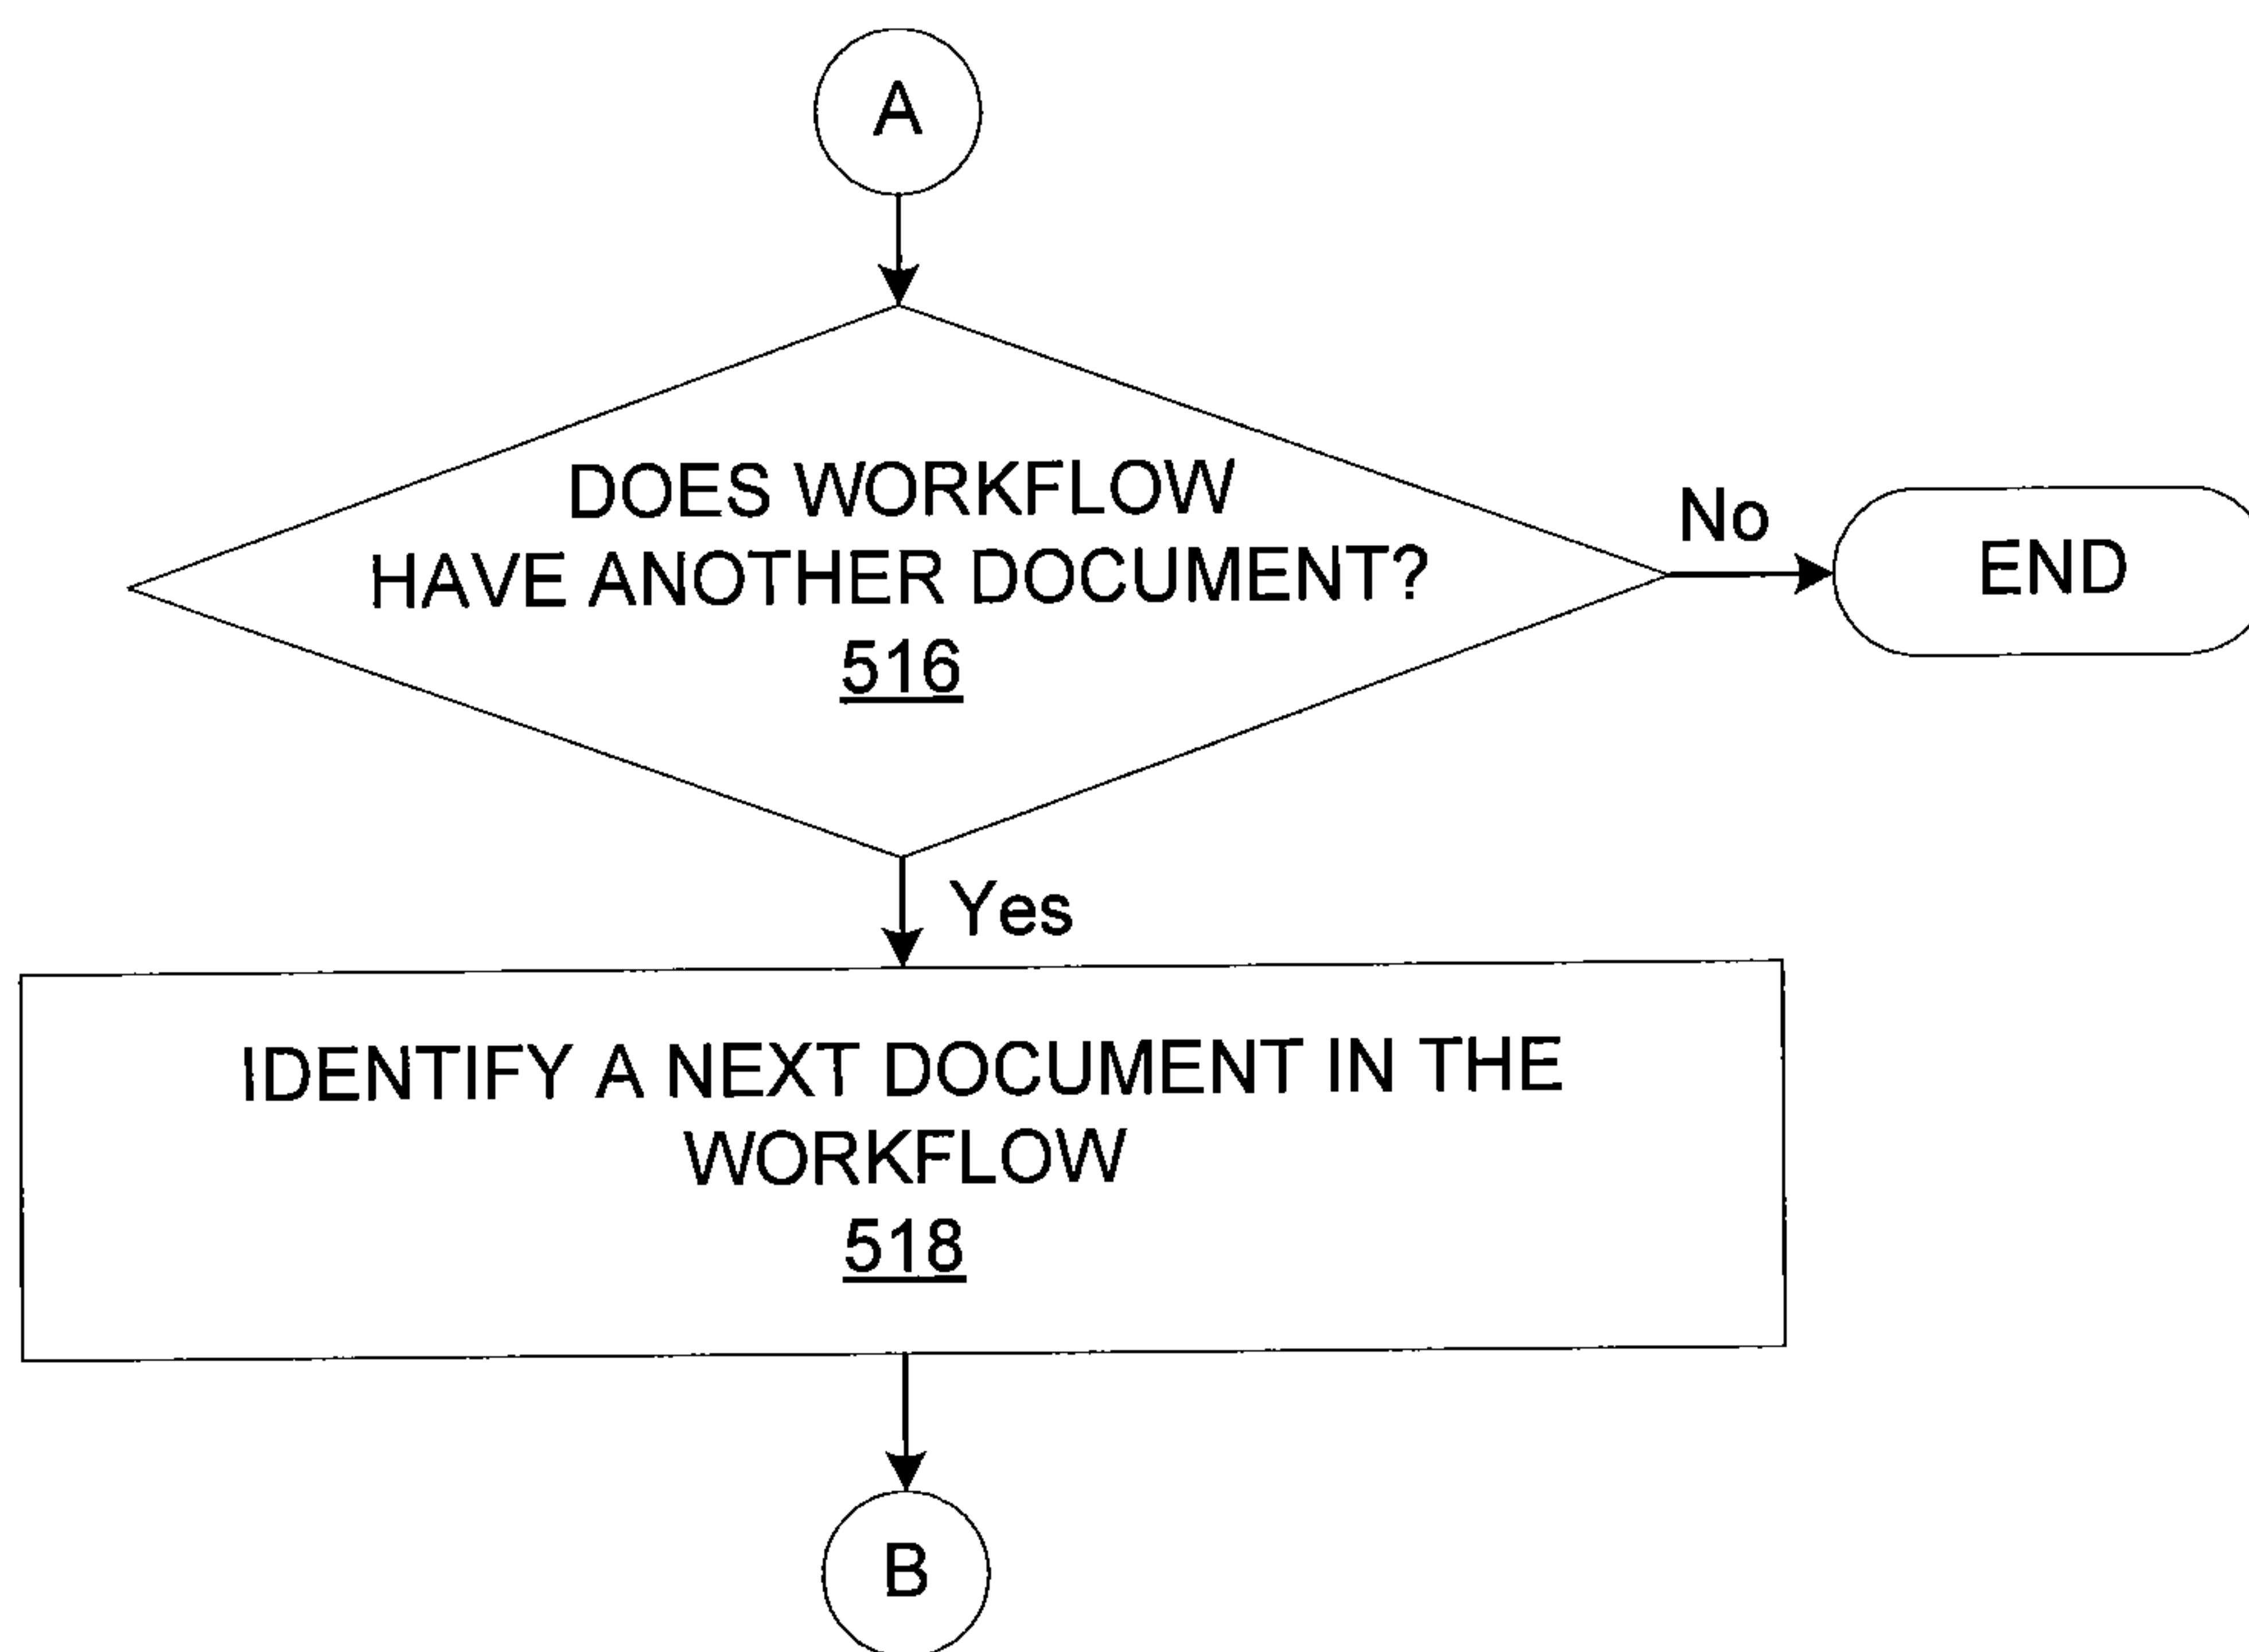 A
DOES WORKFLOW
HAVE ANOTHER DOCUMENT?
516
No
END
Yes
IDENTIFY A NEXT DOCUMENT IN THE
WORKFLOW
518
B